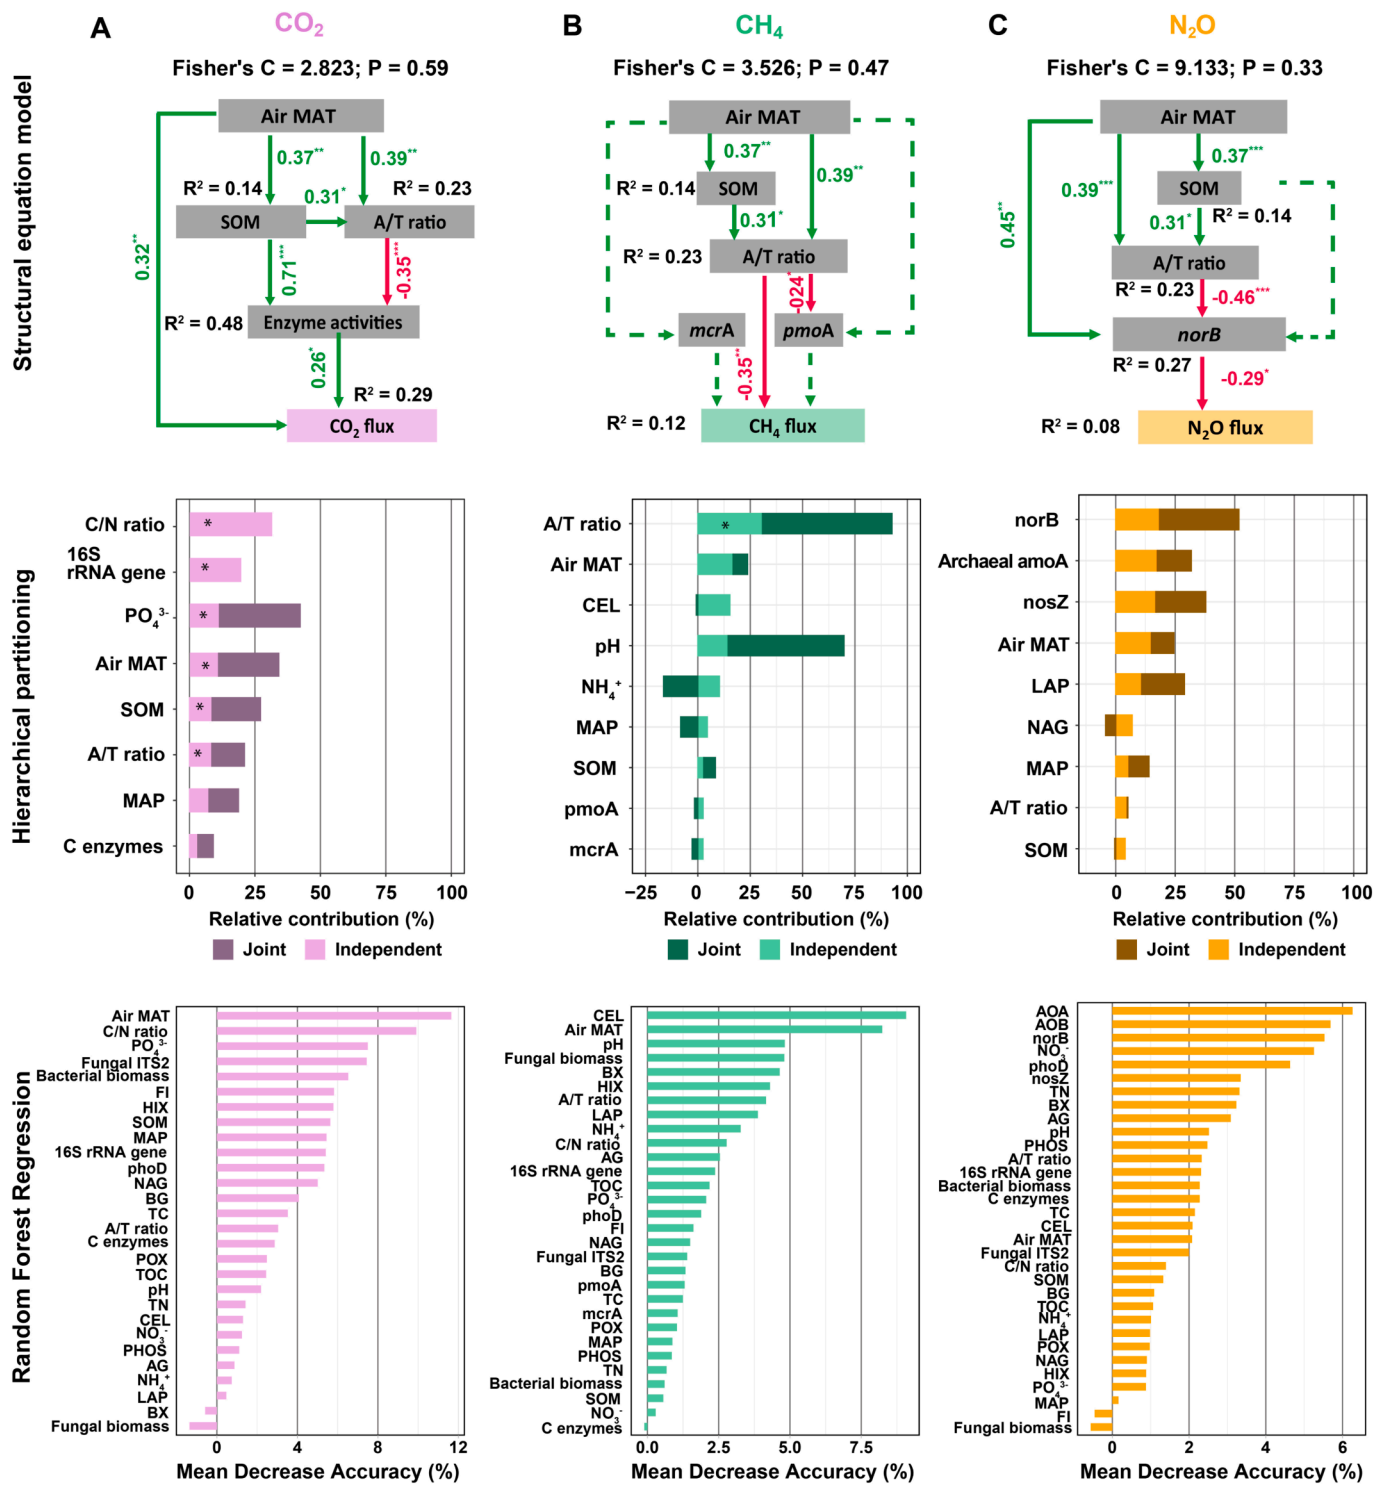 A
CO2
Fisher's C = 2.823; P = 0.59
Structural equation model
Air MAT
0.37**
0.39**
R2 = 0.14
0.31*
R2 = 0.23
SOM
A/T ratio
0.32**
0.71***
-0.35***
R2 = 0.48
Enzyme activities
0.26*
R2 = 0.29
CO2 flux
B
CH4
Fisher's C = 3.526; P = 0.47
Air MAT
0.37**
0.39**
R2 = 0.14
SOM
0.31*
R2 = 0.23
A/T ratio
-024*
mcrA
pmoA
-0.35**
R2 = 0.12
CH4 flux
C
N2O
Fisher's C = 9.133; P = 0.33
Air MAT
0.37***
0.39***
SOM
0.45**
0.31*
R2 = 0.14
A/T ratio
R2 = 0.23
-0.46***
norB
R2 = 0.27
-0.29*
R2 = 0.08
N2O flux
Hierarchical partitioning
C/N ratio
*
16S
rRNA gene
*
PO4 3-
*
Air MAT
*
SOM
*
A/T ratio
*
MAP
C enzymes
0 25 50 75 100
Relative contribution (%)
Joint Independent
A/T ratio
*
Air MAT
CEL
pH
NH4+
MAP
SOM
pmoA
mcrA
−25 0 25 50 75 100
Relative contribution (%)
Joint Independent
norB
Archaeal amoA
nosZ
Air MAT
LAP
NAG
MAP
A/T ratio
SOM
0 25 50 75 100
Relative contribution (%)
Joint Independent
Random Forest Regression
Air MAT
C/N ratio
PO4 3-
Fungal ITS2
Bacterial biomass
FI
HIX
SOM
MAP
16S rRNA gene
phoD
NAG
BG
TC
A/T ratio
C enzymes
POX
TOC
pH
TN
CEL
NO3-
PHOS
AG
NH4+
LAP
BX
Fungal biomass
0 4 8 12
Mean Decrease Accuracy (%)
CEL
Air MAT
pH
Fungal biomass
BX
HIX
A/T ratio
LAP
NH4+
C/N ratio
AG
16S rRNA gene
TOC
PO4 3-
phoD
FI
NAG
Fungal ITS2
BG
pmoA
TC
mcrA
POX
MAP
PHOS
TN
Bacterial biomass
SOM
NO3-
C enzymes
0.0 2.5 5.0 7.5
Mean Decrease Accuracy (%)
AOA
AOB
norB
NO3-
phoD
nosZ
TN
BX
AG
pH
PHOS
A/T ratio
16S rRNA gene
Bacterial biomass
C enzymes
TC
CEL
Air MAT
Fungal ITS2
C/N ratio
SOM
BG
TOC
NH4+
LAP
POX
NAG
HIX
PO4 3-
MAP
FI
Fungal biomass
0 2 4 6
Mean Decrease Accuracy (%)